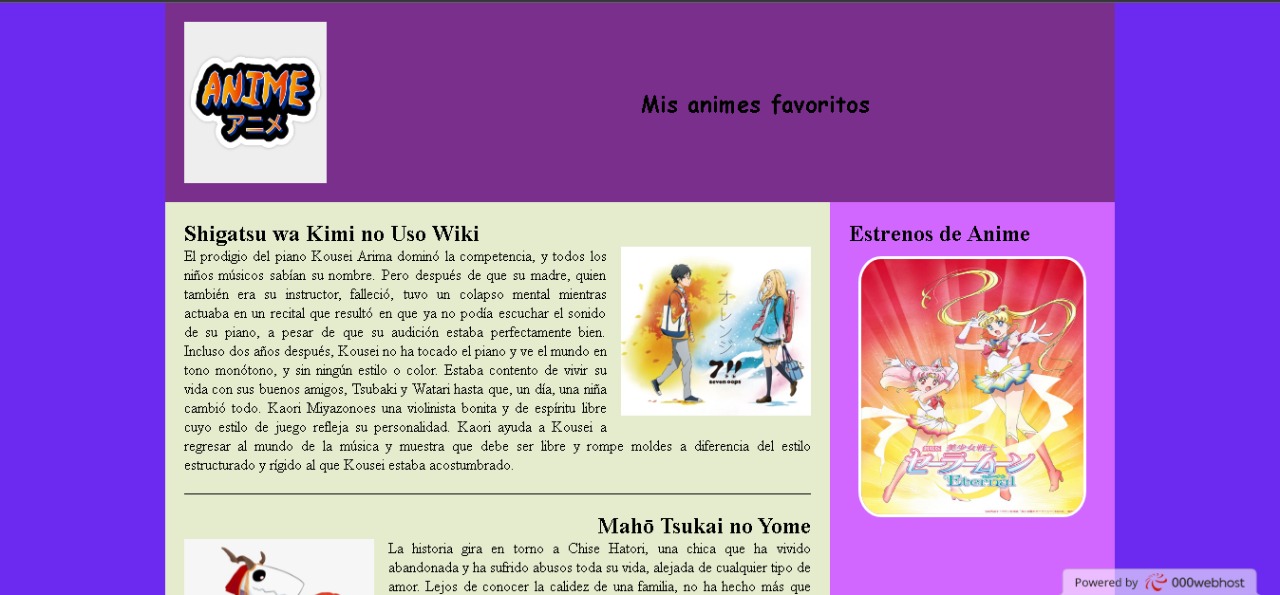 ANIME
アニメ
Mis animes favoritos
Shigatsu wa Kimi no Uso Wiki
El prodigio del piano Kousei Arima dominó la competencia, y todos los
niños músicos sabían su nombre. Pero después de que su madre, quien
también era su instructor, falleció, tuvo un colapso mental mientras
actuaba en un recital que resultó en que ya no podía escuchar el sonido
de su piano, a pesar de que su audición estaba perfectamente bien.
Incluso dos años después, Kousei no ha tocado el piano y ve el mundo en
tono monótono, y sin ningún estilo o color. Estaba contento de vivir su
vida con sus buenos amigos, Tsubaki y Watari hasta que, un día, una niña
cambió todo. Kaori Miyazonoes una violinista bonita y de espíritu libre
cuyo estilo de juego refleja su personalidad. Kaori ayuda a Kousei a
regresar al mundo de la música y muestra que debe ser libre y rompe moldes a diferencia del estilo
estructurado y rígido al que Kousei estaba acostumbrado.
オレンジ
7!!
seven oops
Mahō Tsukai no Yome
La historia gira en torno a Chise Hatori, una chica que ha vivido
abandonada y ha sufrido abusos toda su vida, alejada de cualquier tipo de
amor. Lejos de conocer la calidez de una familia, no ha hecho más que
Estrenos de Anime
美少女戦士
セーラームーン
Eternal
Powered by 000webhost